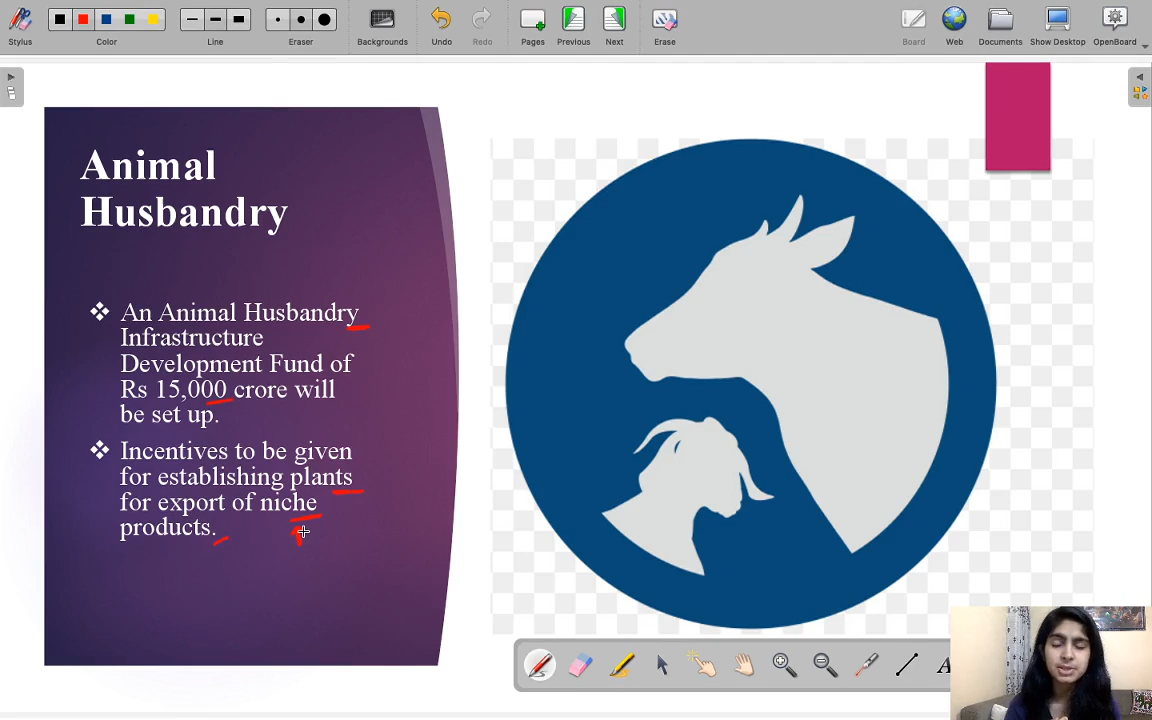 Stylus
Color
Line
Eraser
Backgrounds
Undo
Redo
Pages
Previous
Next
Erase
Board
Web
Documents
Show Desktop
OpenBoard
Animal
Husbandry
An Animal Husbandry
Infrastructure
Development Fund of
Rs 15,000 crore will
be set up.
Incentives to be given
for establishing plants
for export of niche
products.
A